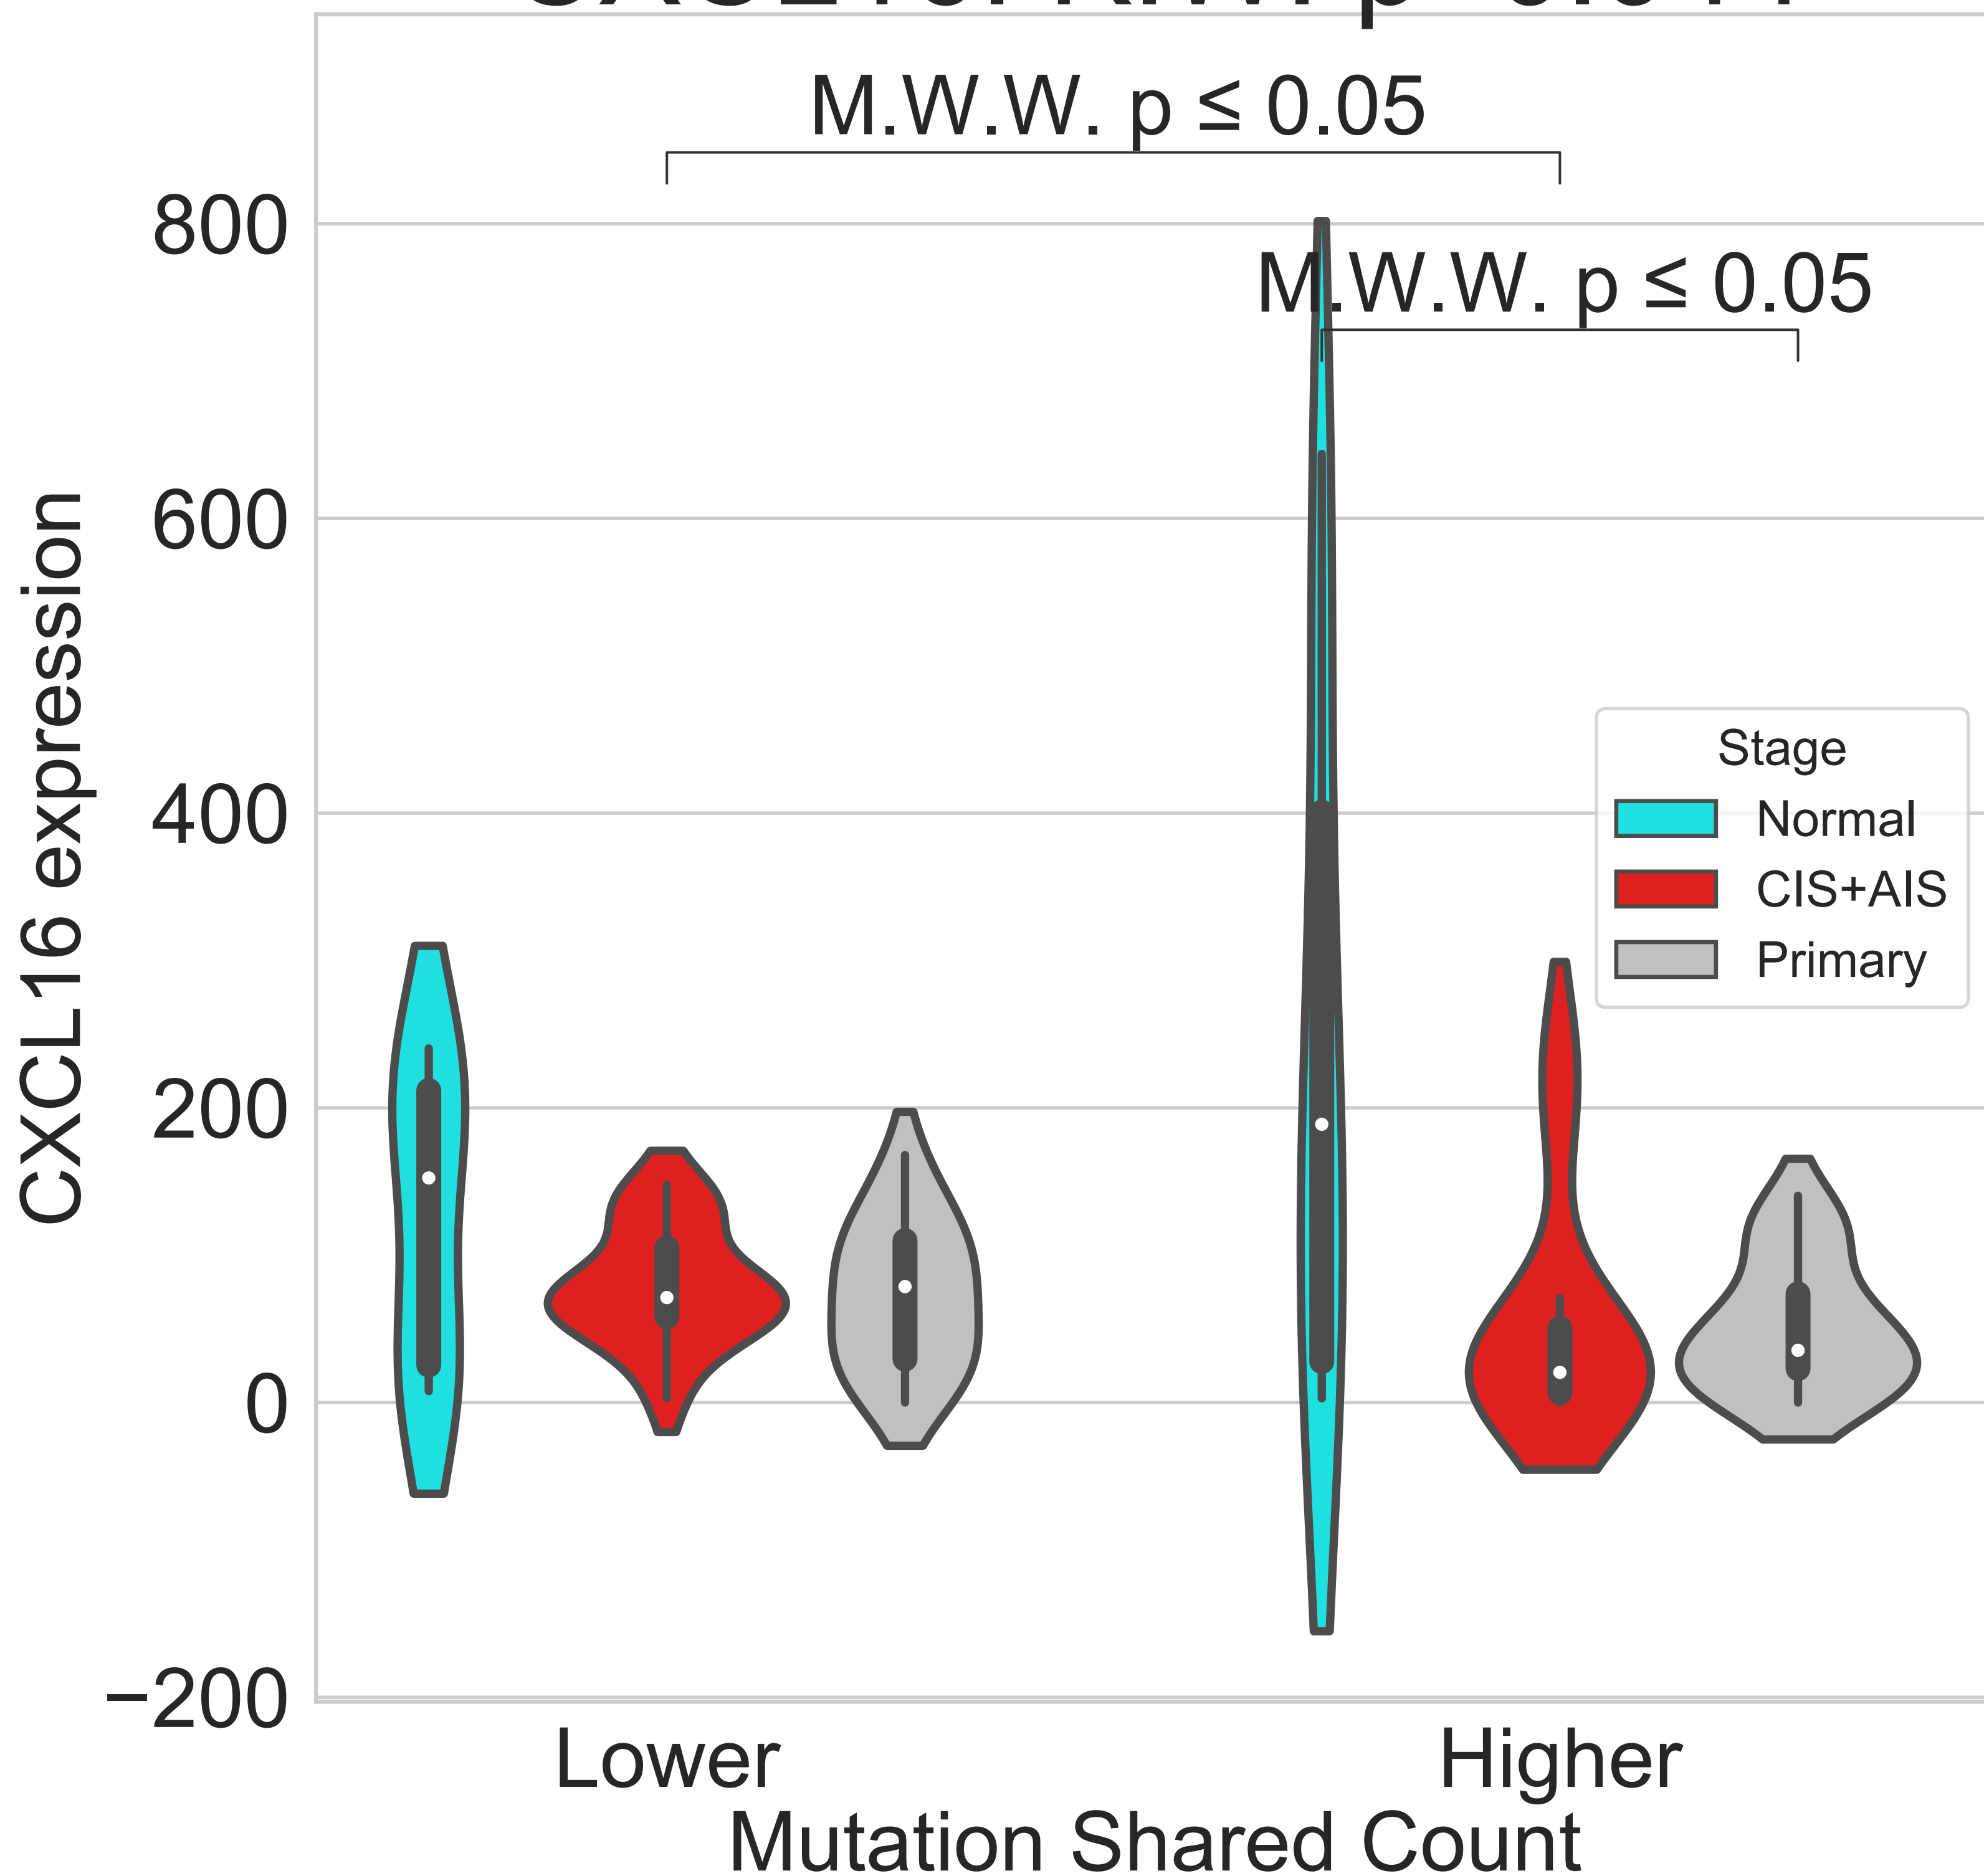 M.W.W. p ≤ 0.05
800
M.W.W. p ≤ 0.05
600
CXCL16 expression
Stage
400
Normal
CIS+AIS
Primary
200
0
−200
Lower
Higher
Mutation Shared Count